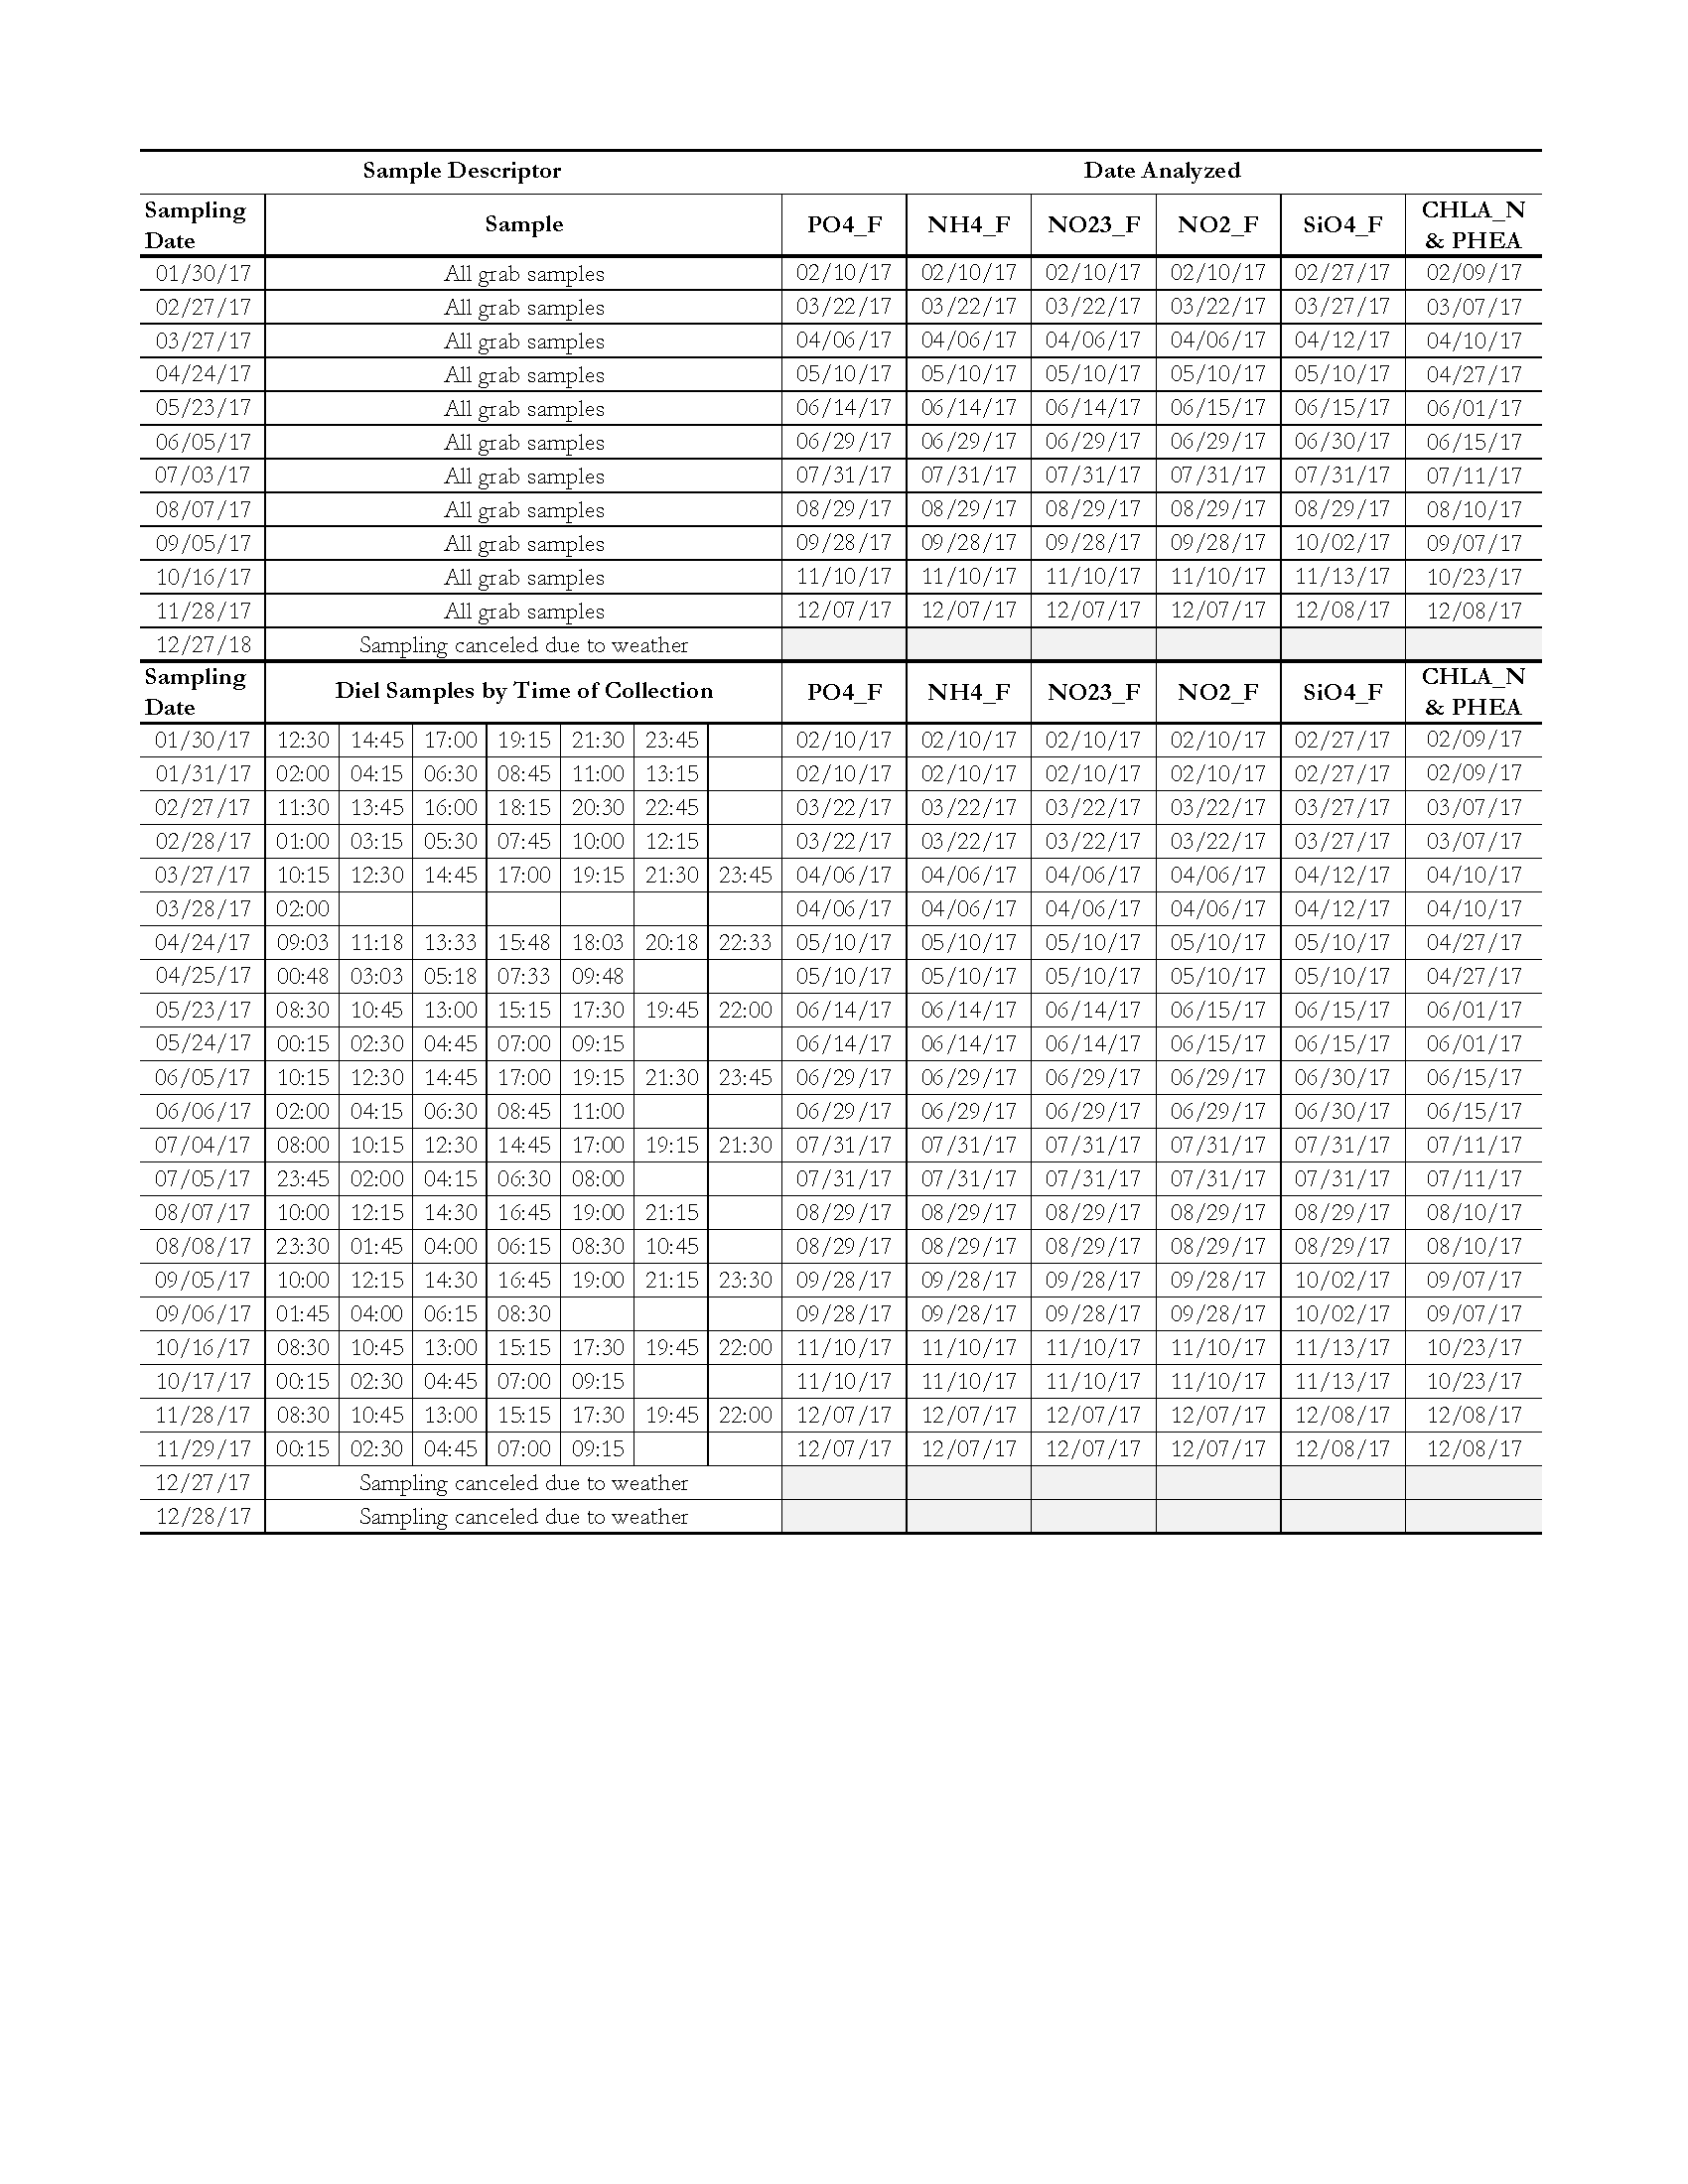 Sample Descriptor Date Analyzed
Sampling Date Sample PO4_F NH4_F NO23_F NO2_F SiO4_F CHLA_N & PHEA
01/30/17 All grab samples 02/10/17 02/10/17 02/10/17 02/10/17 02/27/17 02/09/17
02/27/17 All grab samples 03/22/17 03/22/17 03/22/17 03/22/17 03/27/17 03/07/17
03/27/17 All grab samples 04/06/17 04/06/17 04/06/17 04/06/17 04/12/17 04/10/17
04/24/17 All grab samples 05/10/17 05/10/17 05/10/17 05/10/17 05/10/17 04/27/17
05/23/17 All grab samples 06/14/17 06/14/17 06/14/17 06/15/17 06/15/17 06/01/17
06/05/17 All grab samples 06/29/17 06/29/17 06/29/17 06/29/17 06/30/17 06/15/17
07/03/17 All grab samples 07/31/17 07/31/17 07/31/17 07/31/17 07/31/17 07/11/17
08/07/17 All grab samples 08/29/17 08/29/17 08/29/17 08/29/17 08/29/17 08/10/17
09/05/17 All grab samples 09/28/17 09/28/17 09/28/17 09/28/17 10/02/17 09/07/17
10/16/17 All grab samples 11/10/17 11/10/17 11/10/17 11/10/17 11/13/17 10/23/17
11/28/17 All grab samples 12/07/17 12/07/17 12/07/17 12/07/17 12/08/17 12/08/17
12/27/18 Sampling canceled due to weather
Sampling Date Diel Samples by Time of Collection PO4_F NH4_F NO23_F NO2_F SiO4_F CHLA_N & PHEA
01/30/17 12:30 14:45 17:00 19:15 21:30 23:45 02/10/17 02/10/17 02/10/17 02/10/17 02/27/17 02/09/17
01/31/17 02:00 04:15 06:30 08:45 11:00 13:15 02/10/17 02/10/17 02/10/17 02/10/17 02/27/17 02/09/17
02/27/17 11:30 13:45 16:00 18:15 20:30 22:45 03/22/17 03/22/17 03/22/17 03/22/17 03/27/17 03/07/17
02/28/17 01:00 03:15 05:30 07:45 10:00 12:15 03/22/17 03/22/17 03/22/17 03/22/17 03/27/17 03/07/17
03/27/17 10:15 12:30 14:45 17:00 19:15 21:30 23:45 04/06/17 04/06/17 04/06/17 04/06/17 04/12/17 04/10/17
03/28/17 02:00 04/06/17 04/06/17 04/06/17 04/06/17 04/12/17 04/10/17
04/24/17 09:03 11:18 13:33 15:48 18:03 20:18 22:33 05/10/17 05/10/17 05/10/17 05/10/17 05/10/17 04/27/17
04/25/17 00:48 03:03 05:18 07:33 09:48 05/10/17 05/10/17 05/10/17 05/10/17 05/10/17 04/27/17
05/23/17 08:30 10:45 13:00 15:15 17:30 19:45 22:00 06/14/17 06/14/17 06/14/17 06/15/17 06/15/17 06/01/17
05/24/17 00:15 02:30 04:45 07:00 09:15 06/14/17 06/14/17 06/14/17 06/15/17 06/15/17 06/01/17
06/05/17 10:15 12:30 14:45 17:00 19:15 21:30 23:45 06/29/17 06/29/17 06/29/17 06/29/17 06/30/17 06/15/17
06/06/17 02:00 04:15 06:30 08:45 11:00 06/29/17 06/29/17 06/29/17 06/29/17 06/30/17 06/15/17
07/04/17 08:00 10:15 12:30 14:45 17:00 19:15 21:30 07/31/17 07/31/17 07/31/17 07/31/17 07/31/17 07/11/17
07/05/17 23:45 02:00 04:15 06:30 08:00 07/31/17 07/31/17 07/31/17 07/31/17 07/31/17 07/11/17
08/07/17 10:00 12:15 14:30 16:45 19:00 21:15 08/29/17 08/29/17 08/29/17 08/29/17 08/29/17 08/10/17
08/08/17 23:30 01:45 04:00 06:15 08:30 10:45 08/29/17 08/29/17 08/29/17 08/29/17 08/29/17 08/10/17
09/05/17 10:00 12:15 14:30 16:45 19:00 21:15 23:30 09/28/17 09/28/17 09/28/17 09/28/17 10/02/17 09/07/17
09/06/17 01:45 04:00 06:15 08:30 09/28/17 09/28/17 09/28/17 09/28/17 10/02/17 09/07/17
10/16/17 08:30 10:45 13:00 15:15 17:30 19:45 22:00 11/10/17 11/10/17 11/10/17 11/10/17 11/13/17 10/23/17
10/17/17 00:15 02:30 04:45 07:00 09:15 11/10/17 11/10/17 11/10/17 11/10/17 11/13/17 10/23/17
11/28/17 08:30 10:45 13:00 15:15 17:30 19:45 22:00 12/07/17 12/07/17 12/07/17 12/07/17 12/08/17 12/08/17
11/29/17 00:15 02:30 04:45 07:00 09:15 12/07/17 12/07/17 12/07/17 12/07/17 12/08/17 12/08/17
12/27/17 Sampling canceled due to weather
12/28/17 Sampling canceled due to weather